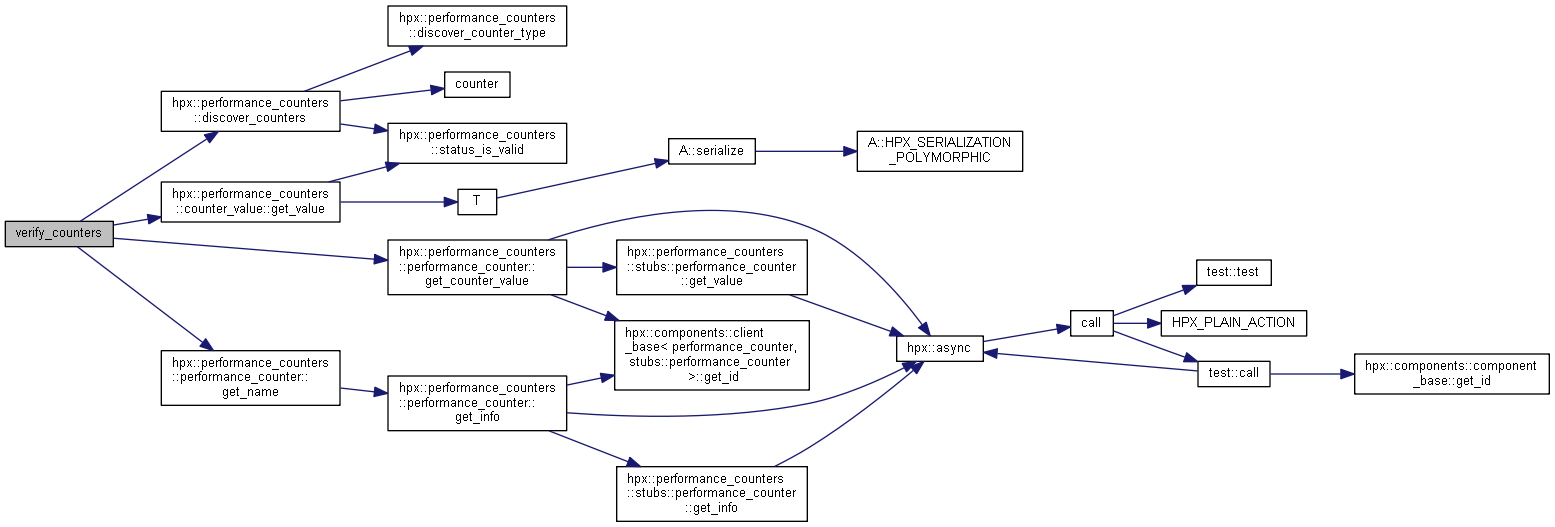 verify_counters
hpx::performance_counters
::discover_counters
hpx::performance_counters
::counter_value::get_value
hpx::performance_counters
::performance_counter::
get_name
hpx::performance_counters
::discover_counter_type
counter
hpx::performance_counters
::status_is_valid
T
hpx::performance_counters
::performance_counter::
get_counter_value
hpx::performance_counters
::performance_counter::
get_info
A::serialize
hpx::performance_counters
::stubs::performance_counter
::get_value
hpx::components::client
_base< performance_counter,
stubs::performance_counter
>::get_id
hpx::performance_counters
::stubs::performance_counter
::get_info
A::HPX_SERIALIZATION
_POLYMORPHIC
hpx::async
call
test::test
HPX_PLAIN_ACTION
test::call
hpx::components::component
_base::get_id